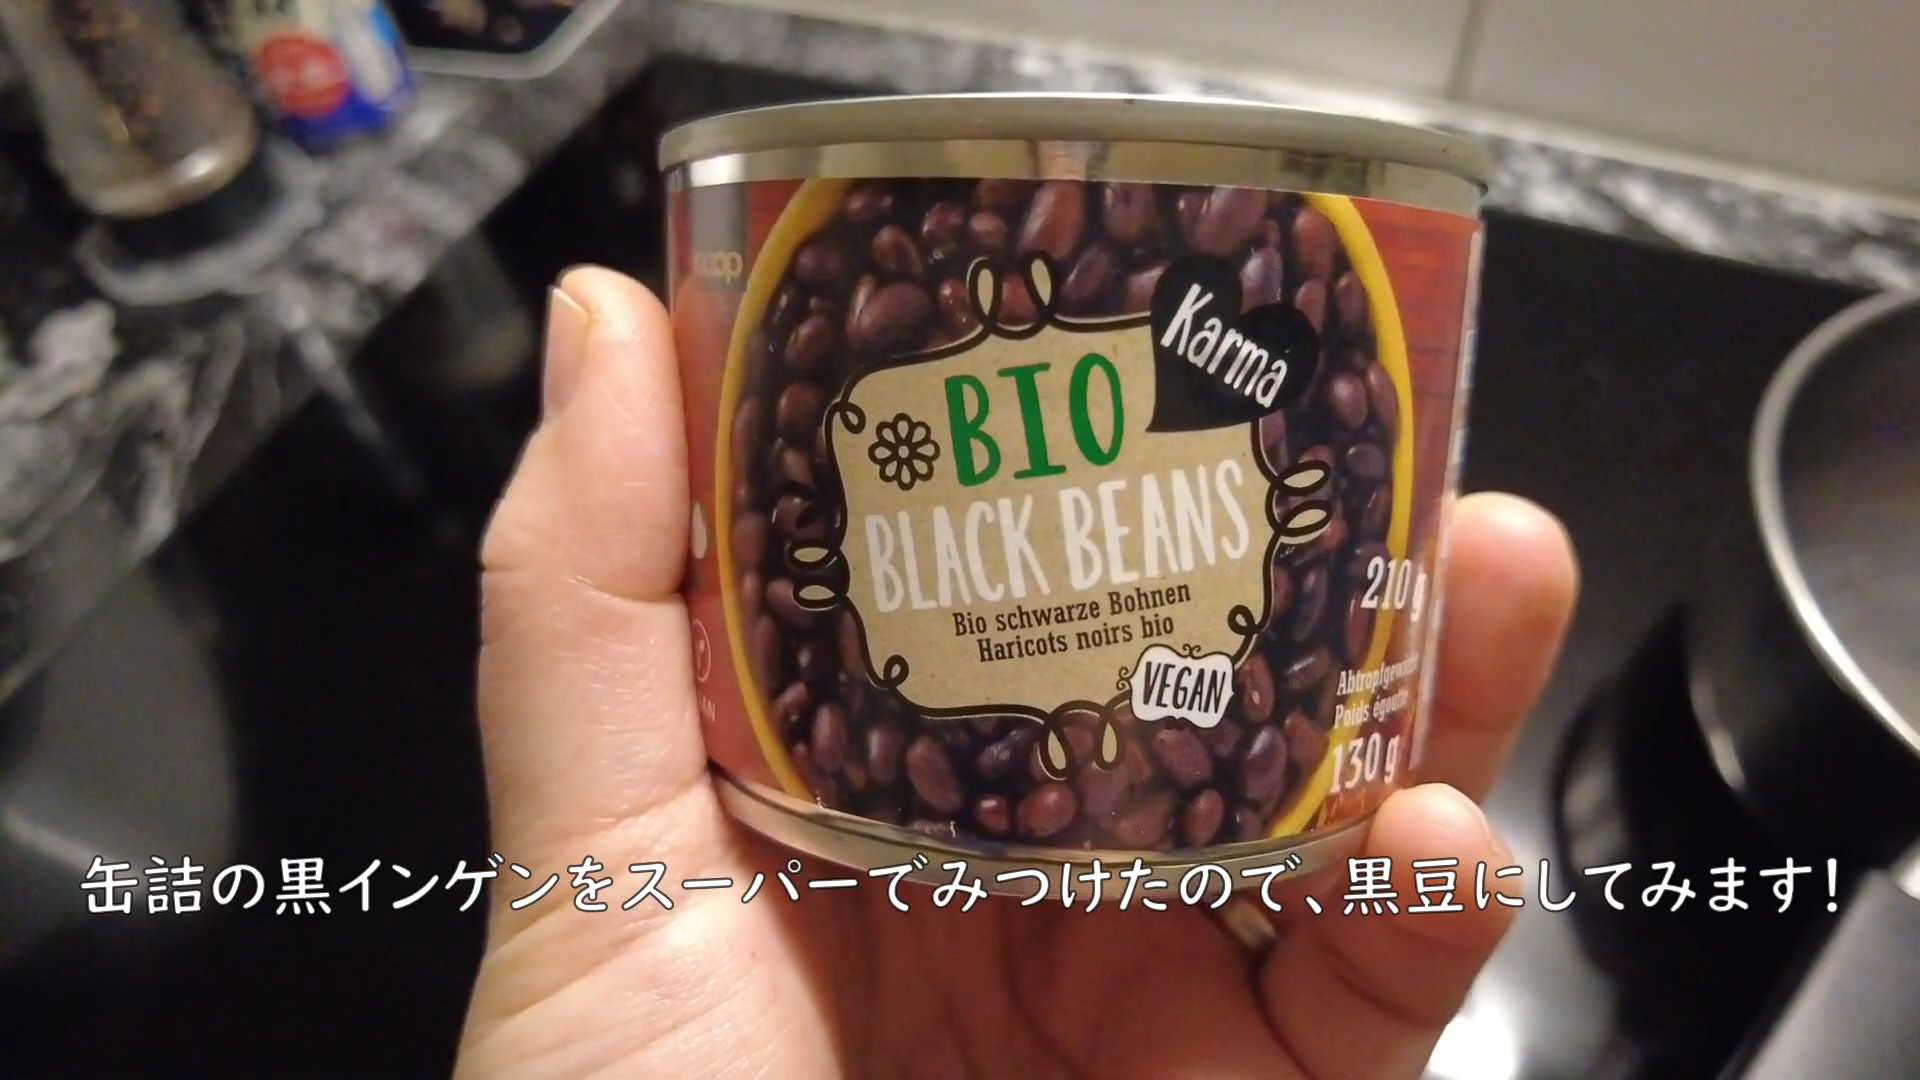 coop
Karma
BIO
BLACK BEANS
Bio schwarze Bohnen
Haricots noirs bio
VEGAN
210 g
Poids égoutté
130 g
缶詰の黒インゲンをスーパーでみつけたので、黒豆にしてみます!